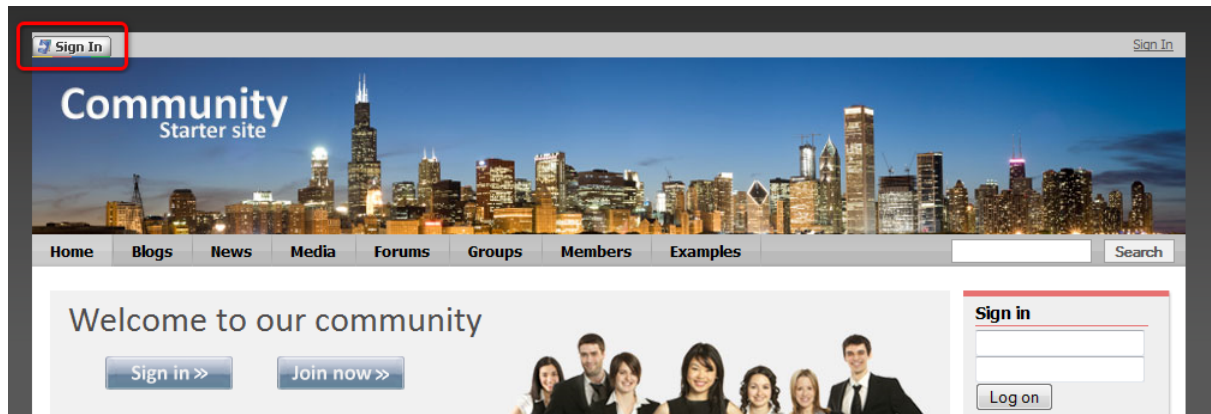 Sign In
Sign In
Community
Starter site
Home Blogs News Media Forums Groups Members Examples Search
Welcome to our community
Sign in »
Join now »
Sign in
Log on